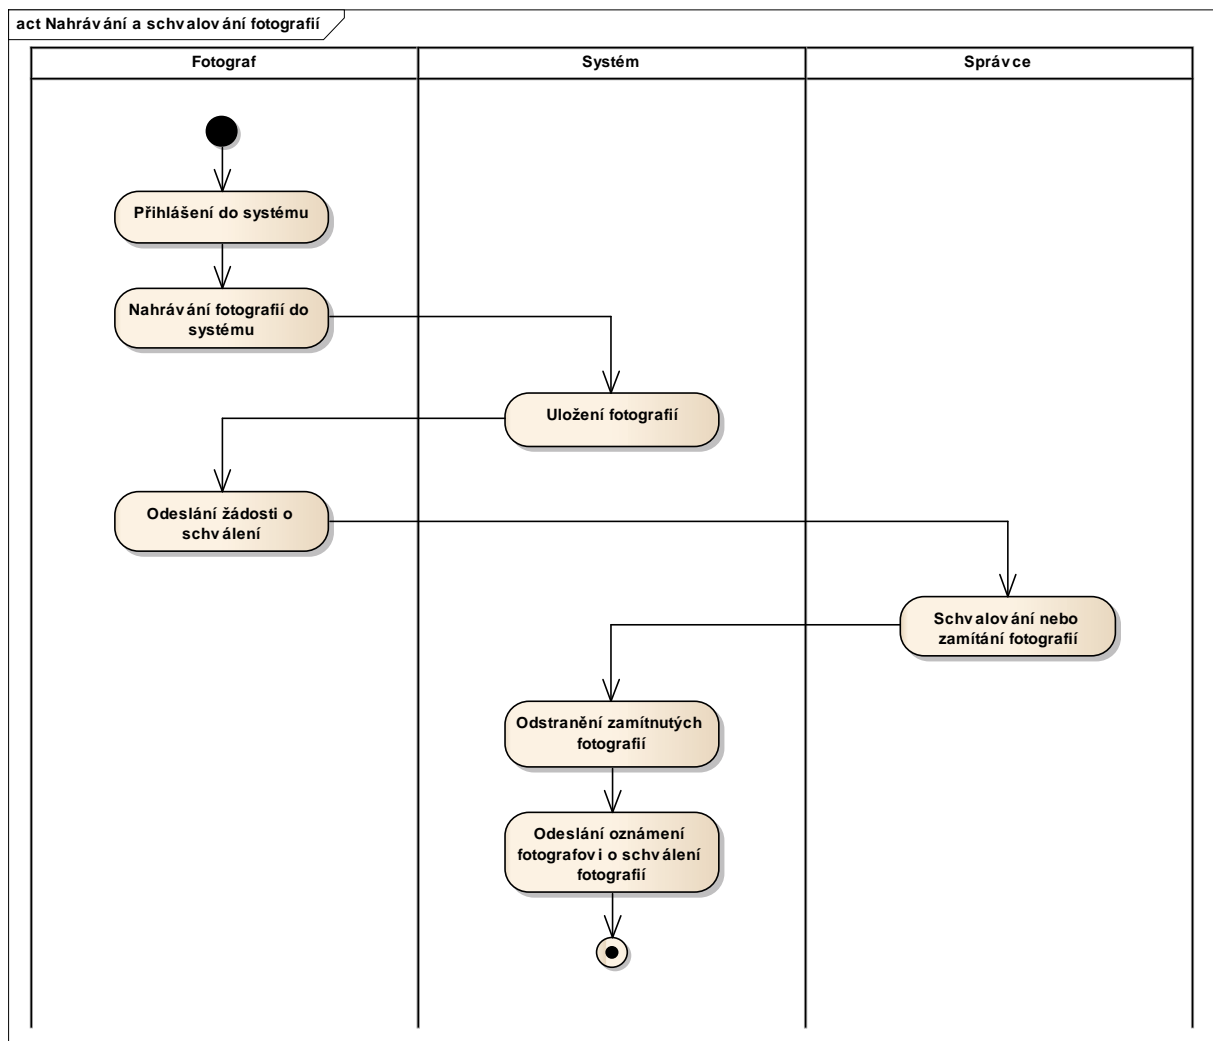 act Nahrávání a schvalování fotografií
Fotograf
Systém
Správce
Přihlášení do systému
Nahrávání fotografií do
systému
Uložení fotografií
Odeslání žádosti o
schválení
Schvalování nebo
zamítání fotografií
Odstranění zamítnutých
fotografií
Odeslání oznámení
fotografovi o schválení
fotografií